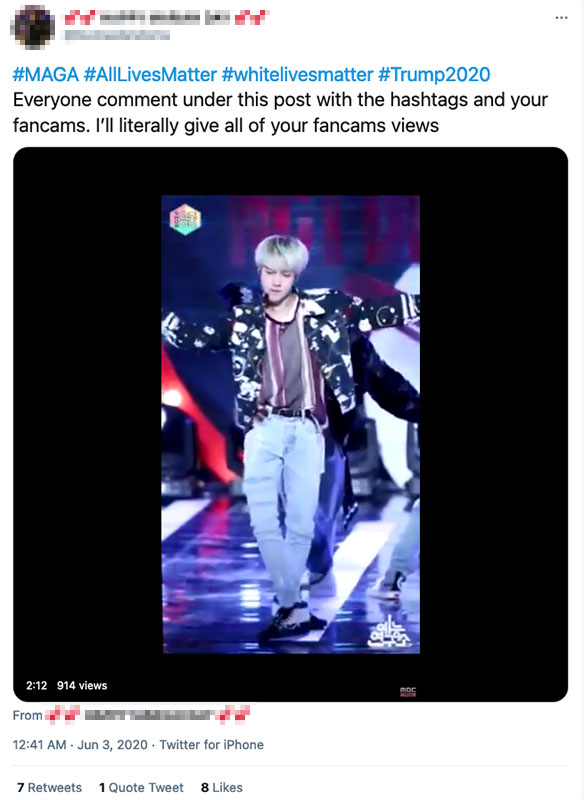 #MAGA #AllLivesMatter #whitelivesmatter #Trump2020
Everyone comment under this post with the hashtags and your
fancams. I’ll literally give all of your fancams views
2:12 914 views
mbc
From
12:41 AM · Jun 3, 2020 · Twitter for iPhone
7 Retweets 1 Quote Tweet 8 Likes